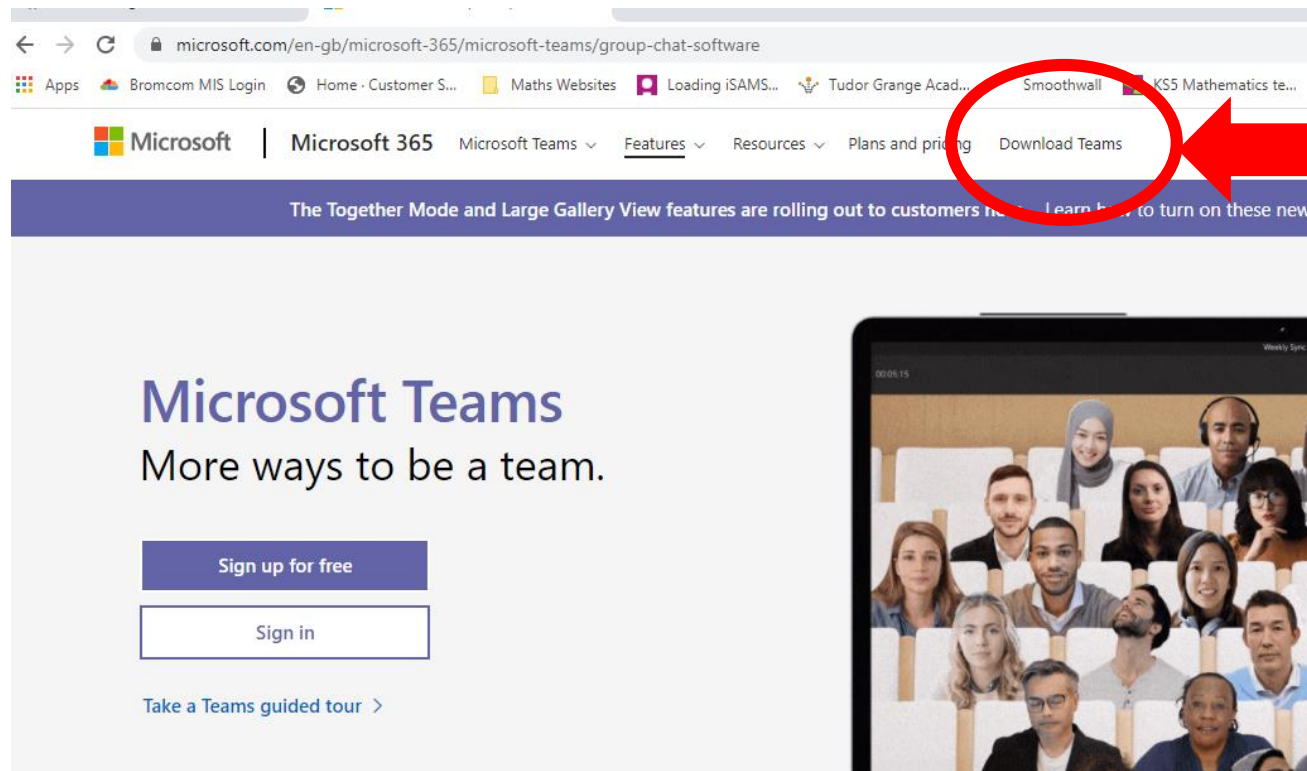 microsoft.com/en-gb/microsoft-365/microsoft-teams/group-chat-software
Apps Bromcom MIS Login Home · Customer S... Maths Websites Loading iSAMS... Tudor Grange Acad... Smoothwall KS5 Mathematics te...
Microsoft | Microsoft 365 Microsoft Teams Features Resources Plans and pricing Download Teams
The Together Mode and Large Gallery View features are rolling out to customers Learn how to turn on these new
Weekly Sync
00:05:15
Microsoft Teams
More ways to be a team.
Sign up for free
Sign in
Take a Teams guided tour >